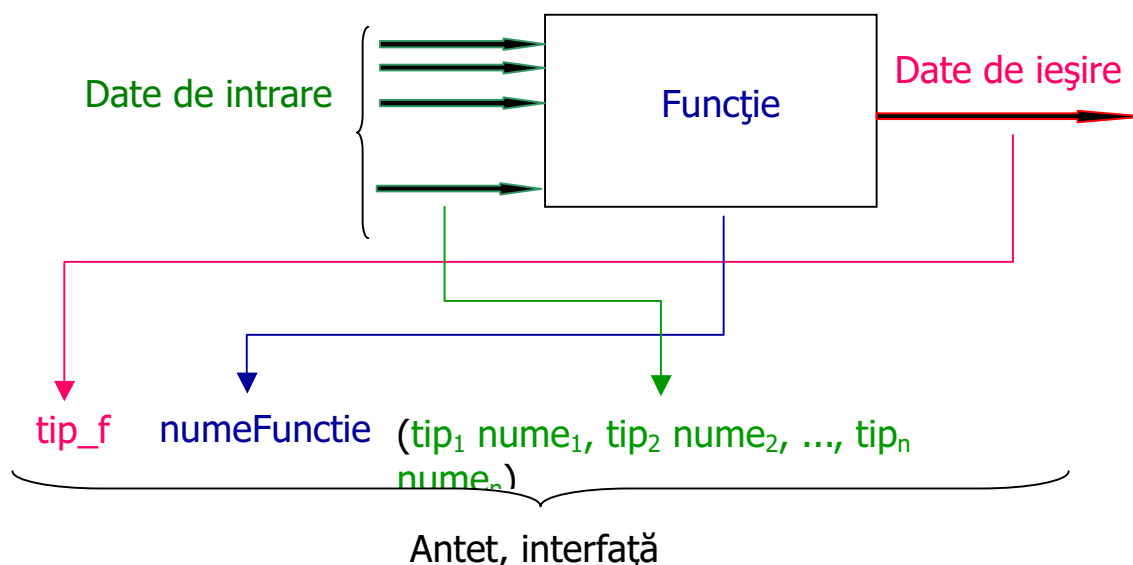 Date de intrare
Funcţie
Date de ieşire
tip_f numeFunctie (tip₁ nume₁, tip₂ nume₂, ..., tipₙ
numeₙ)
Antet, interfaţă